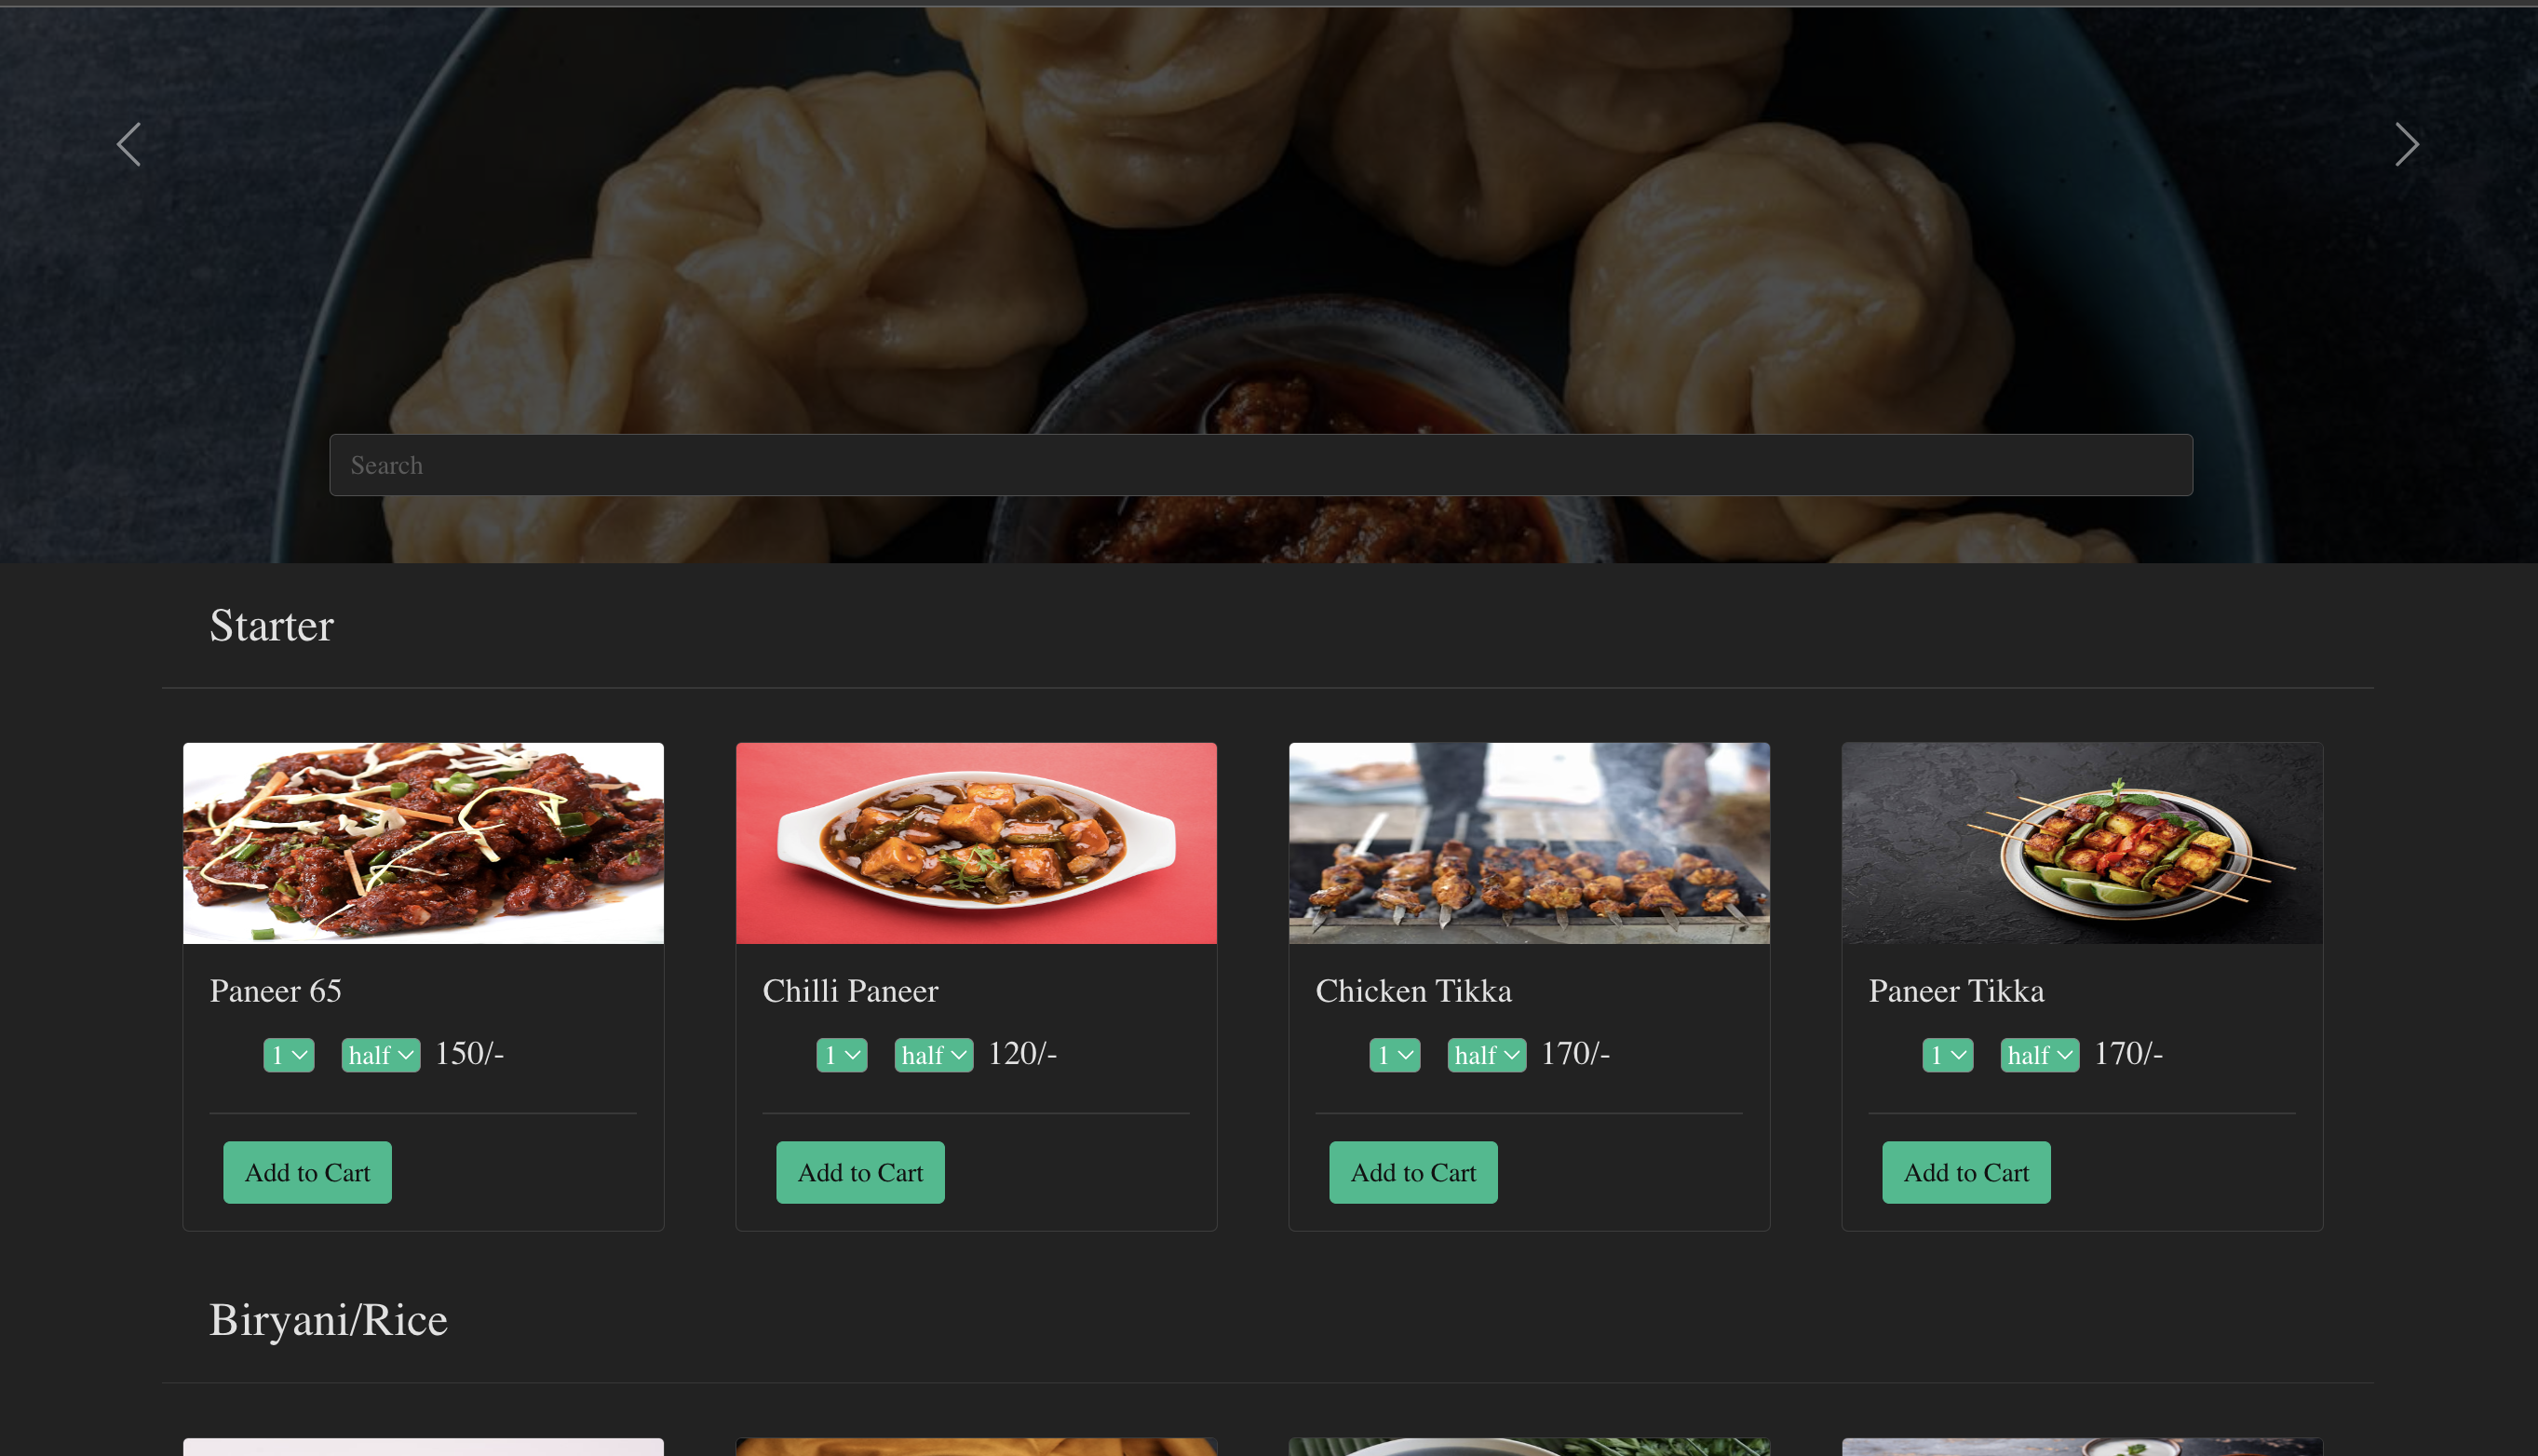 Search
Starter
Paneer 65
1 half 150/-
Add to Cart
Chilli Paneer
1 half 120/-
Add to Cart
Chicken Tikka
1 half 170/-
Add to Cart
Paneer Tikka
1 half 170/-
Add to Cart
Biryani/Rice